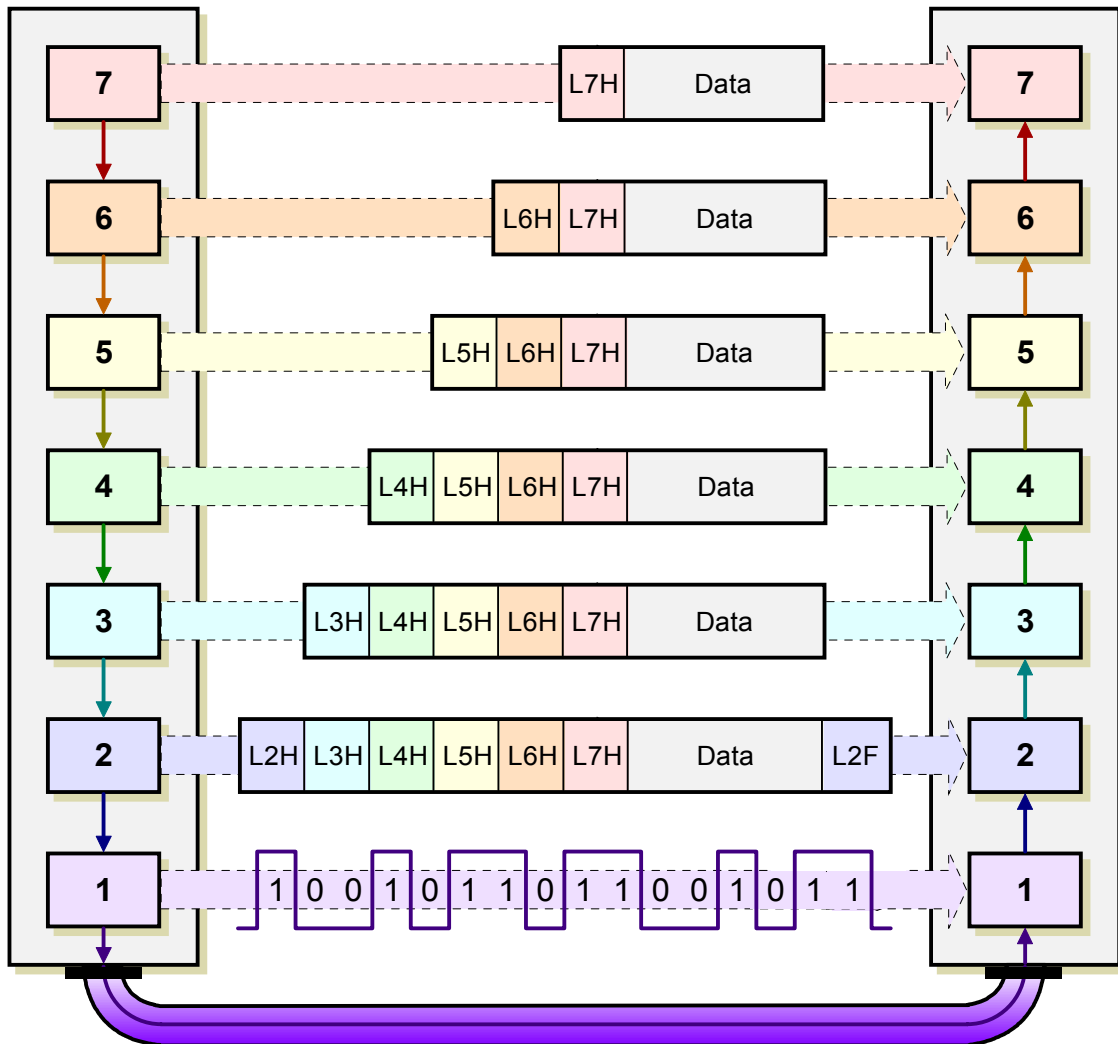 7 L7H Data 7
6 L6H L7H Data 6
5 L5H L6H L7H Data 5
4 L4H L5H L6H L7H Data 4
3 L3H L4H L5H L6H L7H Data 3
2 L2H L3H L4H L5H L6H L7H Data L2F 2
1 1 0 0 1 0 1 1 0 1 1 0 0 1 0 1 1 1